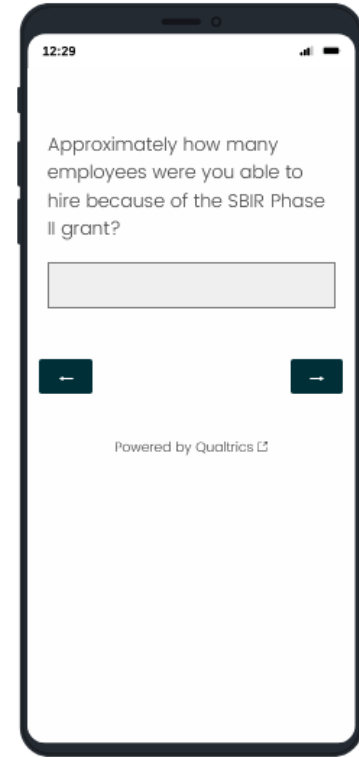 12:29
Approximately how many
employees were you able to
hire because of the SBIR Phase
II grant?
←
→
Powered by Qualtrics